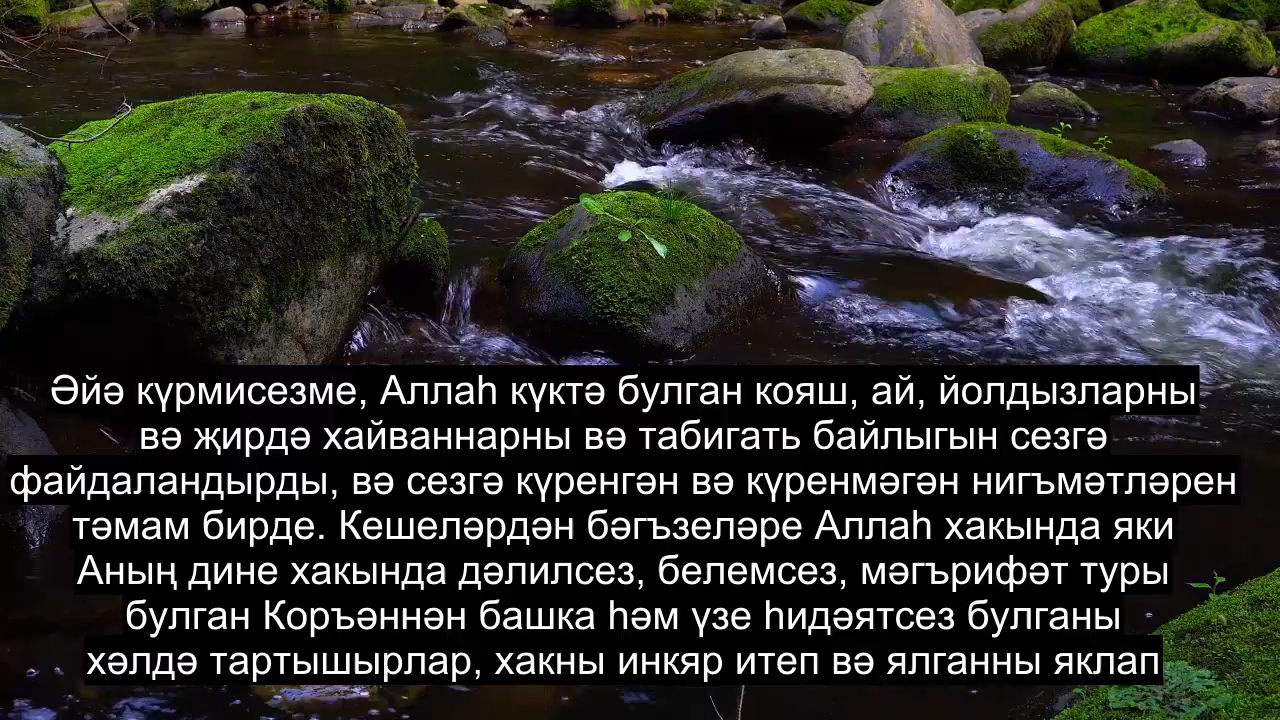 Әйә күрмисезме, Аллаһ күктә булган кояш, ай, йолдызларны
вә җирдә хайваннарны вә табигать байлыгын сезгә
файдаландырды, вә сезгә күренгән вә күренмәгән нигъмәтләрен
тәмам бирде. Кешеләрдән бәгъзеләре Аллаһ хакында яки
Аның дине хакында дәлилсез, белемсез, мәгърифәт туры
булган Коръәннән башка һәм үзе һидәятсез булганы
хәлдә тартышырлар, хакны инкяр итеп вә ялганны яклап